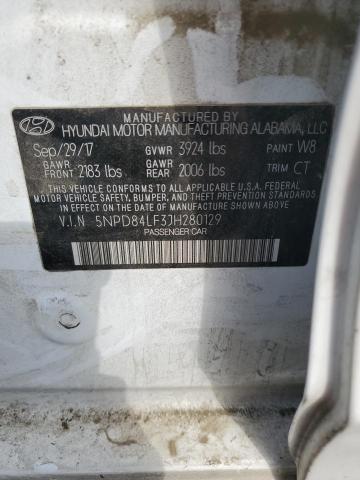 MANUFACTURED BY
HYUNDAI MOTOR MANUFACTURING ALABAMA, LLC
Sep/29/17 GVWR 3924 lbs PAINT W8
GAWR FRONT 2183 lbs GAWR REAR 2006 lbs TRIM CT
THIS VEHICLE CONFORMS TO ALL APPLICABLE U.S.A. FEDERAL
MOTOR VEHICLE SAFETY, BUMPER, AND THEFT PREVENTION STANDARDS
IN EFFECT ON THE DATE OF MANUFACTURE SHOWN ABOVE.
V.I.N 5NPD84LF3JH280129
PASSENGER CAR